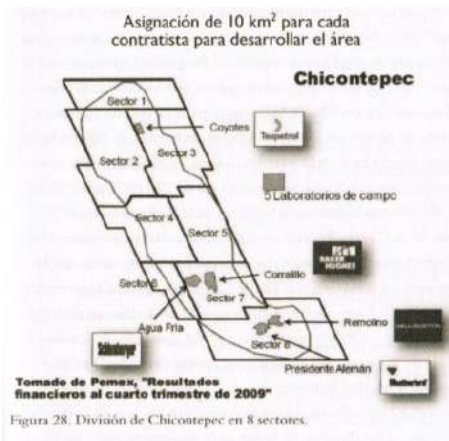 Asignación de 10 km² para cada
contratista para desarrollar el área
Chicontepec
Sector 1
Coyotes
Tecpetrol
Sector 2
Sector 3
5 Laboratorios de campo
Sector 4
Sector 5
BAKER
HUGHES
Corralillo
Sector 6
Sector 7
Agua Fría
Remolino
HALLIBURTON
Schlumberger
Sector 8
Presidente Alemán
Weatherford
Tomado de Pemex, "Resultados
financieros al cuarto trimestre de 2009"
Figura 28. División de Chicontepec en 8 sectores.